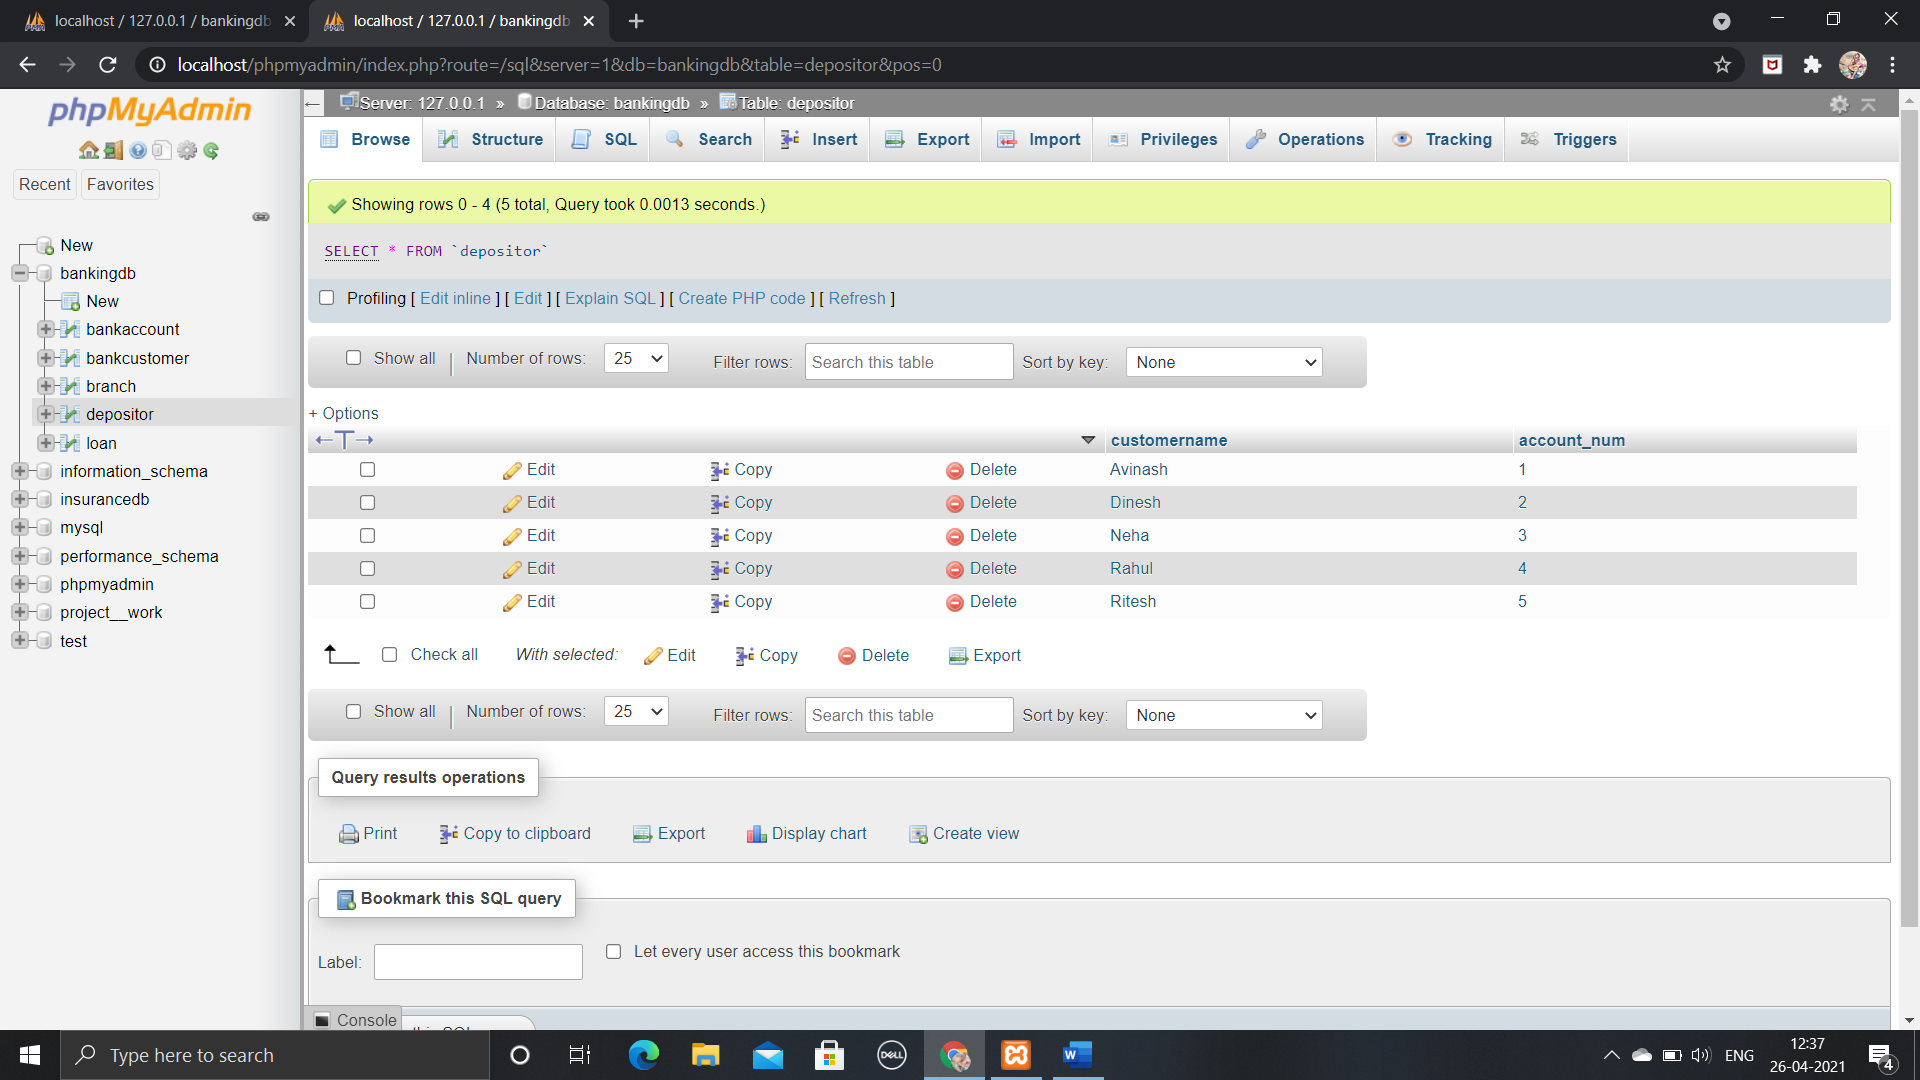 localhost / 127.0.0.1 / bankingdb
localhost / 127.0.0.1 / bankingdb
localhost/phpmyadmin/index.php?route=/sql&server=1&db=bankingdb&table=depositor&pos=0
phpMyAdmin
Recent Favorites
New
bankingdb
New
bankaccount
bankcustomer
branch
depositor
loan
information_schema
insurancedb
mysql
performance_schema
phpmyadmin
project__work
test
Server: 127.0.0.1 » Database: bankingdb » Table: depositor
Browse Structure SQL Search Insert Export Import Privileges Operations Tracking Triggers
Showing rows 0 - 4 (5 total, Query took 0.0013 seconds.)
SELECT * FROM `depositor`
Profiling [ Edit inline ] [ Edit ] [ Explain SQL ] [ Create PHP code ] [ Refresh ]
Show all Number of rows: 25 Filter rows: Search this table Sort by key: None
+ Options
←T→ customername account_num
Edit Copy Delete Avinash 1
Edit Copy Delete Dinesh 2
Edit Copy Delete Neha 3
Edit Copy Delete Rahul 4
Edit Copy Delete Ritesh 5
Check all With selected: Edit Copy Delete Export
Show all Number of rows: 25 Filter rows: Search this table Sort by key: None
Query results operations
Print Copy to clipboard Export Display chart Create view
Bookmark this SQL query
Label: Let every user access this bookmark
Console
Type here to search
DELL
W
ENG
12:37
26-04-2021
4